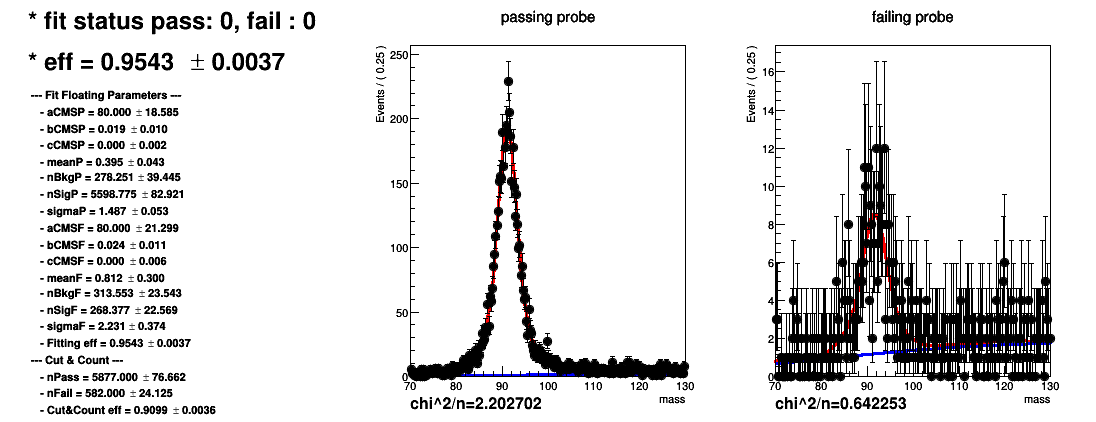 * fit status pass: 0, fail : 0
* eff = 0.9543 ± 0.0037
--- Fit Floating Parameters ---
- aCMSP = 80.000 ± 18.585
- bCMSP = 0.019 ± 0.010
- cCMSP = 0.000 ± 0.002
- meanP = 0.395 ± 0.043
- nBkgP = 278.251 ± 39.445
- nSigP = 5598.775 ± 82.921
- sigmaP = 1.487 ± 0.053
- aCMSF = 80.000 ± 21.299
- bCMSF = 0.024 ± 0.011
- cCMSF = 0.000 ± 0.006
- meanF = 0.812 ± 0.300
- nBkgF = 313.553 ± 23.543
- nSigF = 268.377 ± 22.569
- sigmaF = 2.231 ± 0.374
- Fitting eff = 0.9543 ± 0.0037
--- Cut & Count ---
- nPass = 5877.000 ± 76.662
- nFail = 582.000 ± 24.125
- Cut&Count eff = 0.9099 ± 0.0036
passing probe
Events / ( 0.25 )
250
200
150
100
50
0
70 80 90 100 110 120 130
mass
chi^2/n=2.202702
failing probe
Events / ( 0.25 )
16
14
12
10
8
6
4
2
0
70 80 90 100 110 120 130
mass
chi^2/n=0.642253